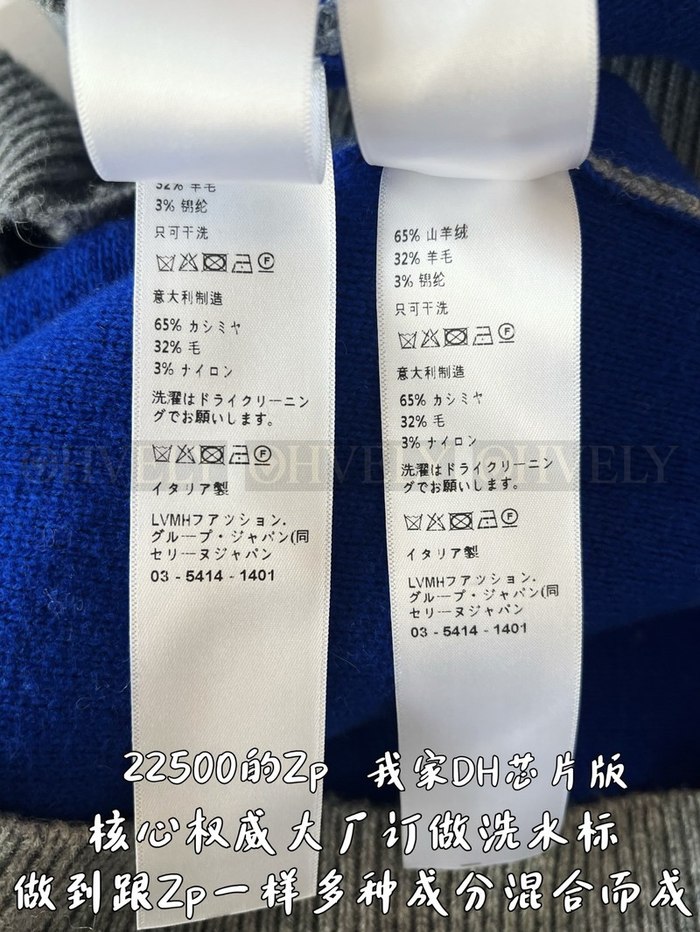 32% 羊毛
3% 锦纶
只可干洗
F
意大利制造
65% カシミヤ
32% 毛
3% ナイロン
洗濯はドライクリーニン
グでお願いします。
F
イタリア製
LVMHファッション.
グループ・ジャパン(同
セリーヌジャパン
03 - 5414 - 1401
65% 山羊绒
32% 羊毛
3% 锦纶
只可干洗
F
意大利制造
65% カシミヤ
32% 毛
3% ナイロン
洗濯はドライクリーニン
グでお願いします。
F
イタリア製
LVMHファッション.
グループ・ジャパン(同
セリーヌジャパン
03 - 5414 - 1401
OHVELY OHVELY OHVELY
22500的Zp 我家DH芯片版
核心权威大厂订做洗水标
做到跟Zp一样多种成分混合而成